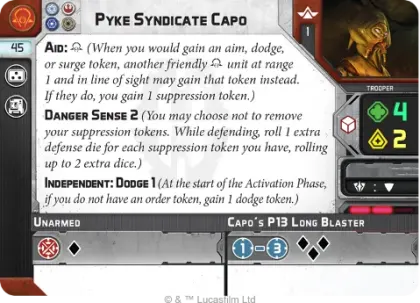 PYKE SYNDICATE CAPO
45
1
AID: (When you would gain an aim, dodge,
or surge token, another friendly unit at range
1 and in line of sight may gain that token instead.
If they do, you gain 1 suppression token.)
DANGER SENSE 2 (You may choose not to remove
your suppression tokens. While defending, roll 1 extra
defense die for each suppression token you have, rolling
up to 2 extra dice.)
INDEPENDENT: DODGE 1 (At the start of the Activation Phase,
if you do not have an order token, gain 1 dodge token.)
TROOPER
4
2
:
UNARMED
CAPO'S P13 LONG BLASTER
1 – 3
© & ™ Lucasfilm Ltd